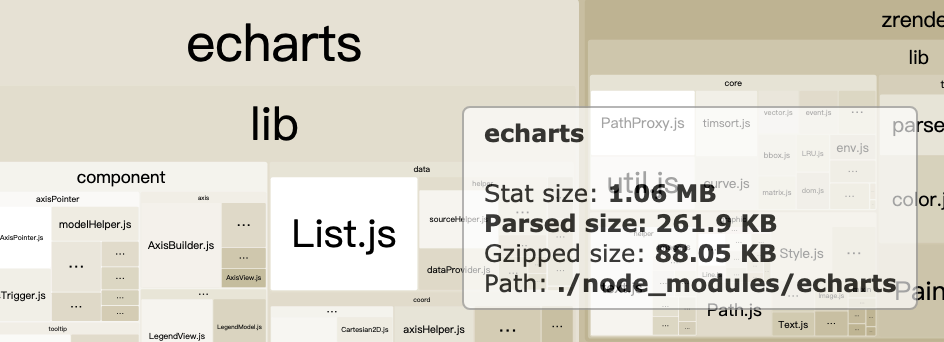 echarts
lib
component
axisPointer
AxisPointer.js
modelHelper.js
...
...
...
...
Trigger.js
...
...
tooltip
axis
AxisBuilder.js
...
...
AxisView.js
...
LegendView.js
LegendModel.js
data
List.js
helper
sourceHelper.js
dataProvider.js
coord
...
Cartesian2D.js
axisHelper.js
...
...
zrende
lib
core
PathProxy.js
timsort.js
vector.js
event.js
...
bbox.js
LRU.js
env.js
util.js
curve.js
matrix.js
dom.js
parse
color.j
Style.js
...
Image.js
Pain
Path.js
Text.js
...
...
...
echarts
Stat size: 1.06 MB
Parsed size: 261.9 KB
Gzipped size: 88.05 KB
Path: ./node_modules/echarts